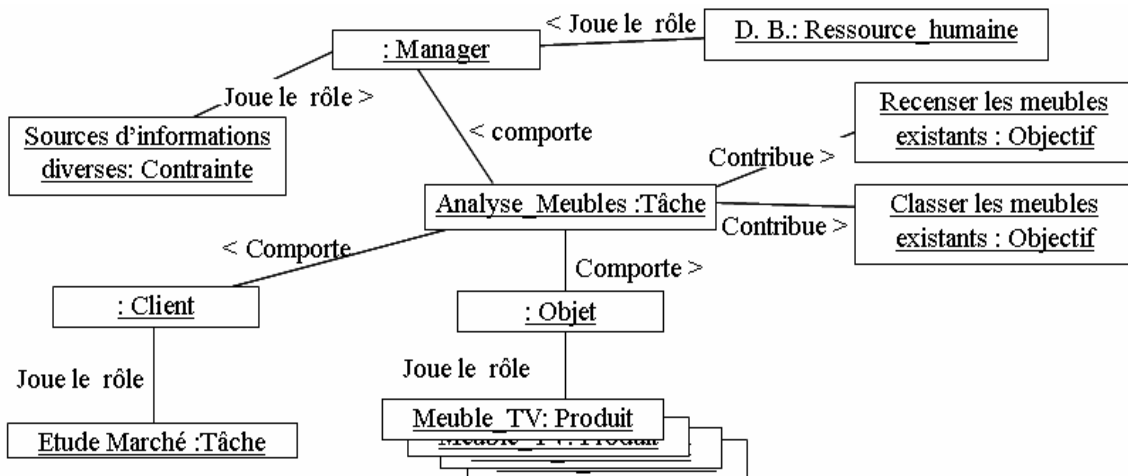 < Joue le rôle
D. B.: Ressource_humaine
: Manager
Joue le rôle >
Recenser les meubles
existants : Objectif
Sources d'informations
diverses: Contrainte
< comporte
Contribue >
Analyse_Meubles :Tâche
Classer les meubles
existants : Objectif
Contribue >
< Comporte
Comporte >
: Client
: Objet
Joue le rôle
Joue le rôle
Meuble_TV: Produit
Etude Marché :Tâche
Meuble_TV: Produit